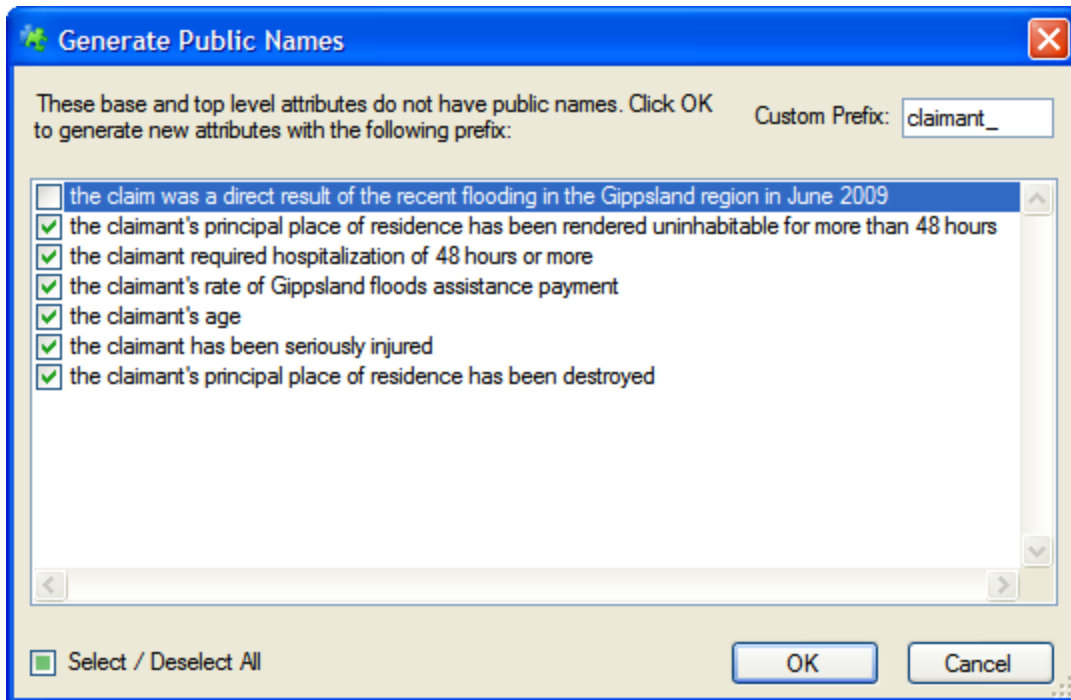 Generate Public Names
These base and top level attributes do not have public names. Click OK
to generate new attributes with the following prefix:
Custom Prefix: claimant_
the claim was a direct result of the recent flooding in the Gippsland region in June 2009
the claimant's principal place of residence has been rendered uninhabitable for more than 48 hours
the claimant required hospitalization of 48 hours or more
the claimant's rate of Gippsland floods assistance payment
the claimant's age
the claimant has been seriously injured
the claimant's principal place of residence has been destroyed
Select / Deselect All
OK
Cancel